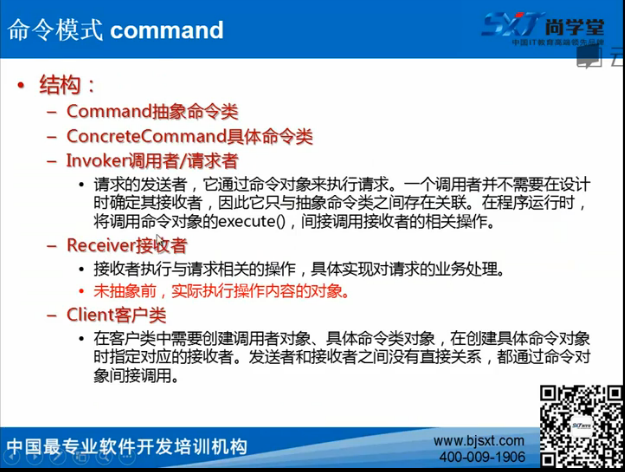 命令模式 command
SXT 尚学堂
中国IT教育高端领先品牌
云
• 结构：
– Command抽象命令类
– ConcreteCommand具体命令类
– Invoker调用者/请求者
• 请求的发送者，它通过命令对象来执行请求。一个调用者并不需要在设计
时确定其接收者，因此它只与抽象命令类之间存在关联。在程序运行时，
将调用命令对象的execute()，间接调用接收者的相关操作。
– Receiver接收者
• 接收者执行与请求相关的操作，具体实现对请求的业务处理。
• 未抽象前，实际执行操作内容的对象。
– Client客户类
• 在客户类中需要创建调用者对象、具体命令类对象，在创建具体命令对象
时指定对应的接收者。发送者和接收者之间没有直接关系，都通过命令对
象间接调用。
中国最专业软件开发培训机构
www.bjsxt.com
400-009-1906